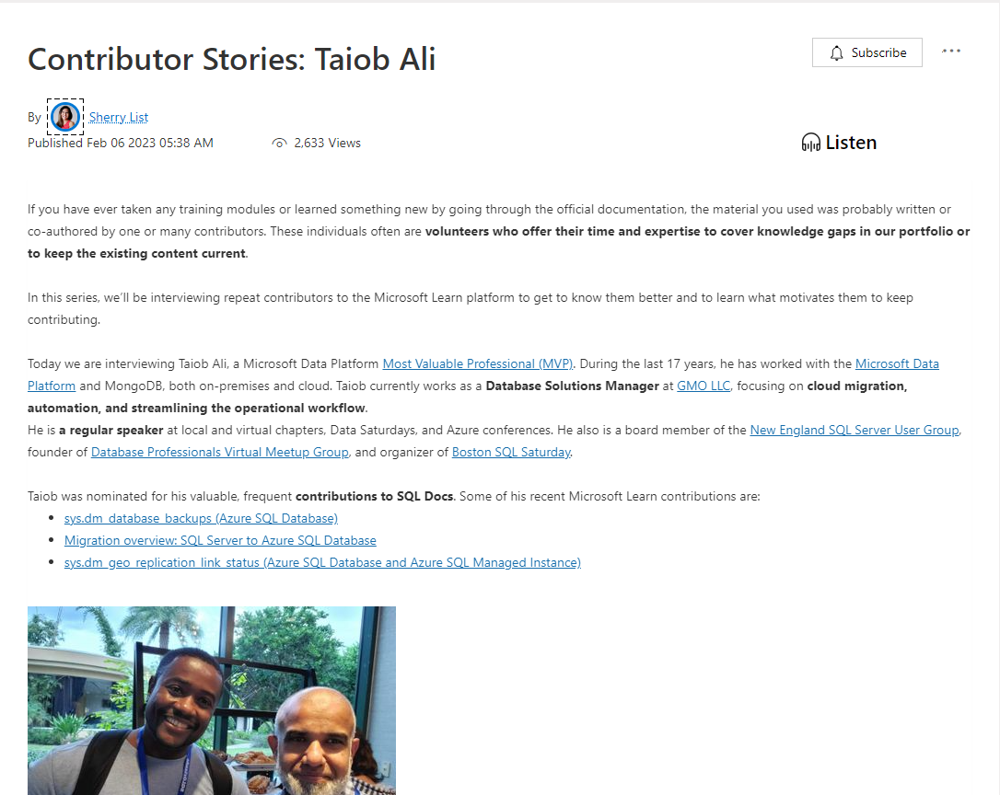 Contributor Stories: Taiob Ali
Subscribe
By Sherry List
Published Feb 06 2023 05:38 AM 2,633 Views
Listen
If you have ever taken any training modules or learned something new by going through the official documentation, the material you used was probably written or
co-authored by one or many contributors. These individuals often are volunteers who offer their time and expertise to cover knowledge gaps in our portfolio or
to keep the existing content current.
In this series, we’ll be interviewing repeat contributors to the Microsoft Learn platform to get to know them better and to learn what motivates them to keep
contributing.
Today we are interviewing Taiob Ali, a Microsoft Data Platform Most Valuable Professional (MVP). During the last 17 years, he has worked with the Microsoft Data
Platform and MongoDB, both on-premises and cloud. Taiob currently works as a Database Solutions Manager at GMO LLC, focusing on cloud migration,
automation, and streamlining the operational workflow.
He is a regular speaker at local and virtual chapters, Data Saturdays, and Azure conferences. He also is a board member of the New England SQL Server User Group,
founder of Database Professionals Virtual Meetup Group, and organizer of Boston SQL Saturday.
Taiob was nominated for his valuable, frequent contributions to SQL Docs. Some of his recent Microsoft Learn contributions are:
• sys.dm_database_backups (Azure SQL Database)
• Migration overview: SQL Server to Azure SQL Database
• sys.dm_geo_replication_link_status (Azure SQL Database and Azure SQL Managed Instance)